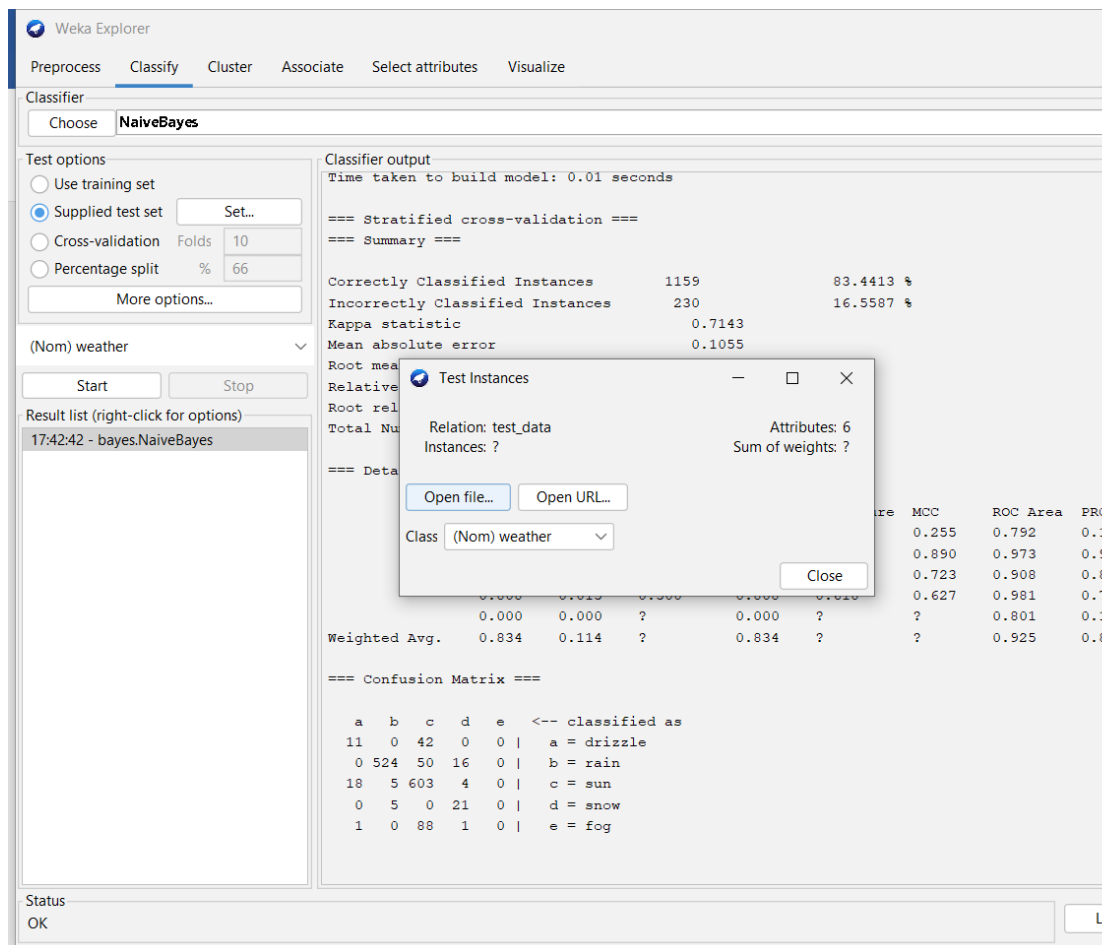 Weka Explorer
Preprocess Classify Cluster Associate Select attributes Visualize
Classifier
Choose NaiveBayes
Test options
Use training set
Supplied test set Set...
Cross-validation Folds 10
Percentage split % 66
More options...
(Nom) weather
Start Stop
Result list (right-click for options)
17:42:42 - bayes.NaiveBayes
Classifier output
Time taken to build model: 0.01 seconds
=== Stratified cross-validation ===
=== Summary ===
Correctly Classified Instances 1159 83.4413 %
Incorrectly Classified Instances 230 16.5587 %
Kappa statistic 0.7143
Mean absolute error 0.1055
Root mea
Relative
Root rel
Total Nu
=== Deta
Test Instances
Relation: test_data Attributes: 6
Instances: ? Sum of weights: ?
Open file... Open URL...
Class (Nom) weather
Close
MCC ROC Area
0.255 0.792
0.890 0.973
0.723 0.908
0.627 0.981
0.000 0.000 ? 0.000 ? ? 0.801
Weighted Avg. 0.834 0.114 ? 0.834 ? ? 0.925
=== Confusion Matrix ===
a b c d e <-- classified as
11 0 42 0 0 | a = drizzle
0 524 50 16 0 | b = rain
18 5 603 4 0 | c = sun
0 5 0 21 0 | d = snow
1 0 88 1 0 | e = fog
Status
OK